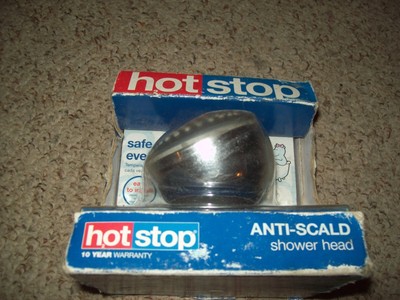 hot stop
safe
eve
hot stop
10 YEAR WARRANTY
ANTI-SCALD
shower head